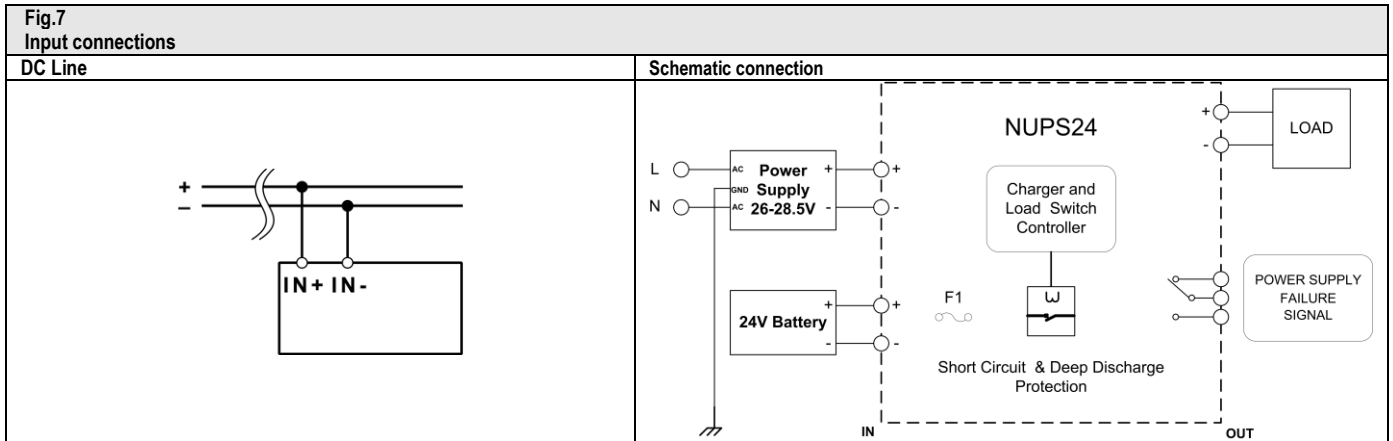 Fig.7
Input connections
DC Line
Schematic connection
+
–
IN+ IN-
NUPS24
L
N
AC
GND
AC
Power
Supply
26-28.5V
+
-
+
-
24V Battery
+
-
+
-
F1
Charger and
Load Switch
Controller
Short Circuit & Deep Discharge
Protection
+
-
LOAD
POWER SUPPLY
FAILURE
SIGNAL
IN
OUT